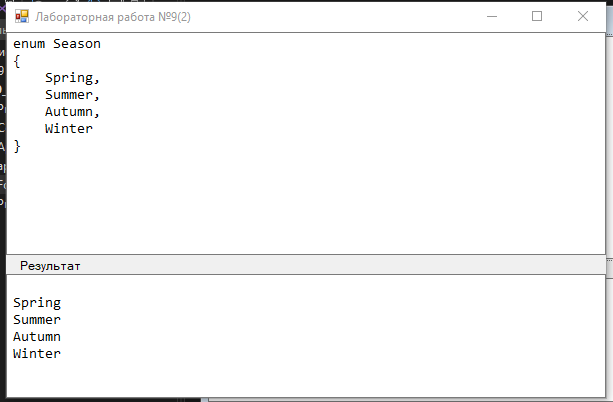 Лабораторная работа №9(2)
enum Season
{
    Spring,
    Summer,
    Autumn,
    Winter
}
Результат
Spring
Summer
Autumn
Winter